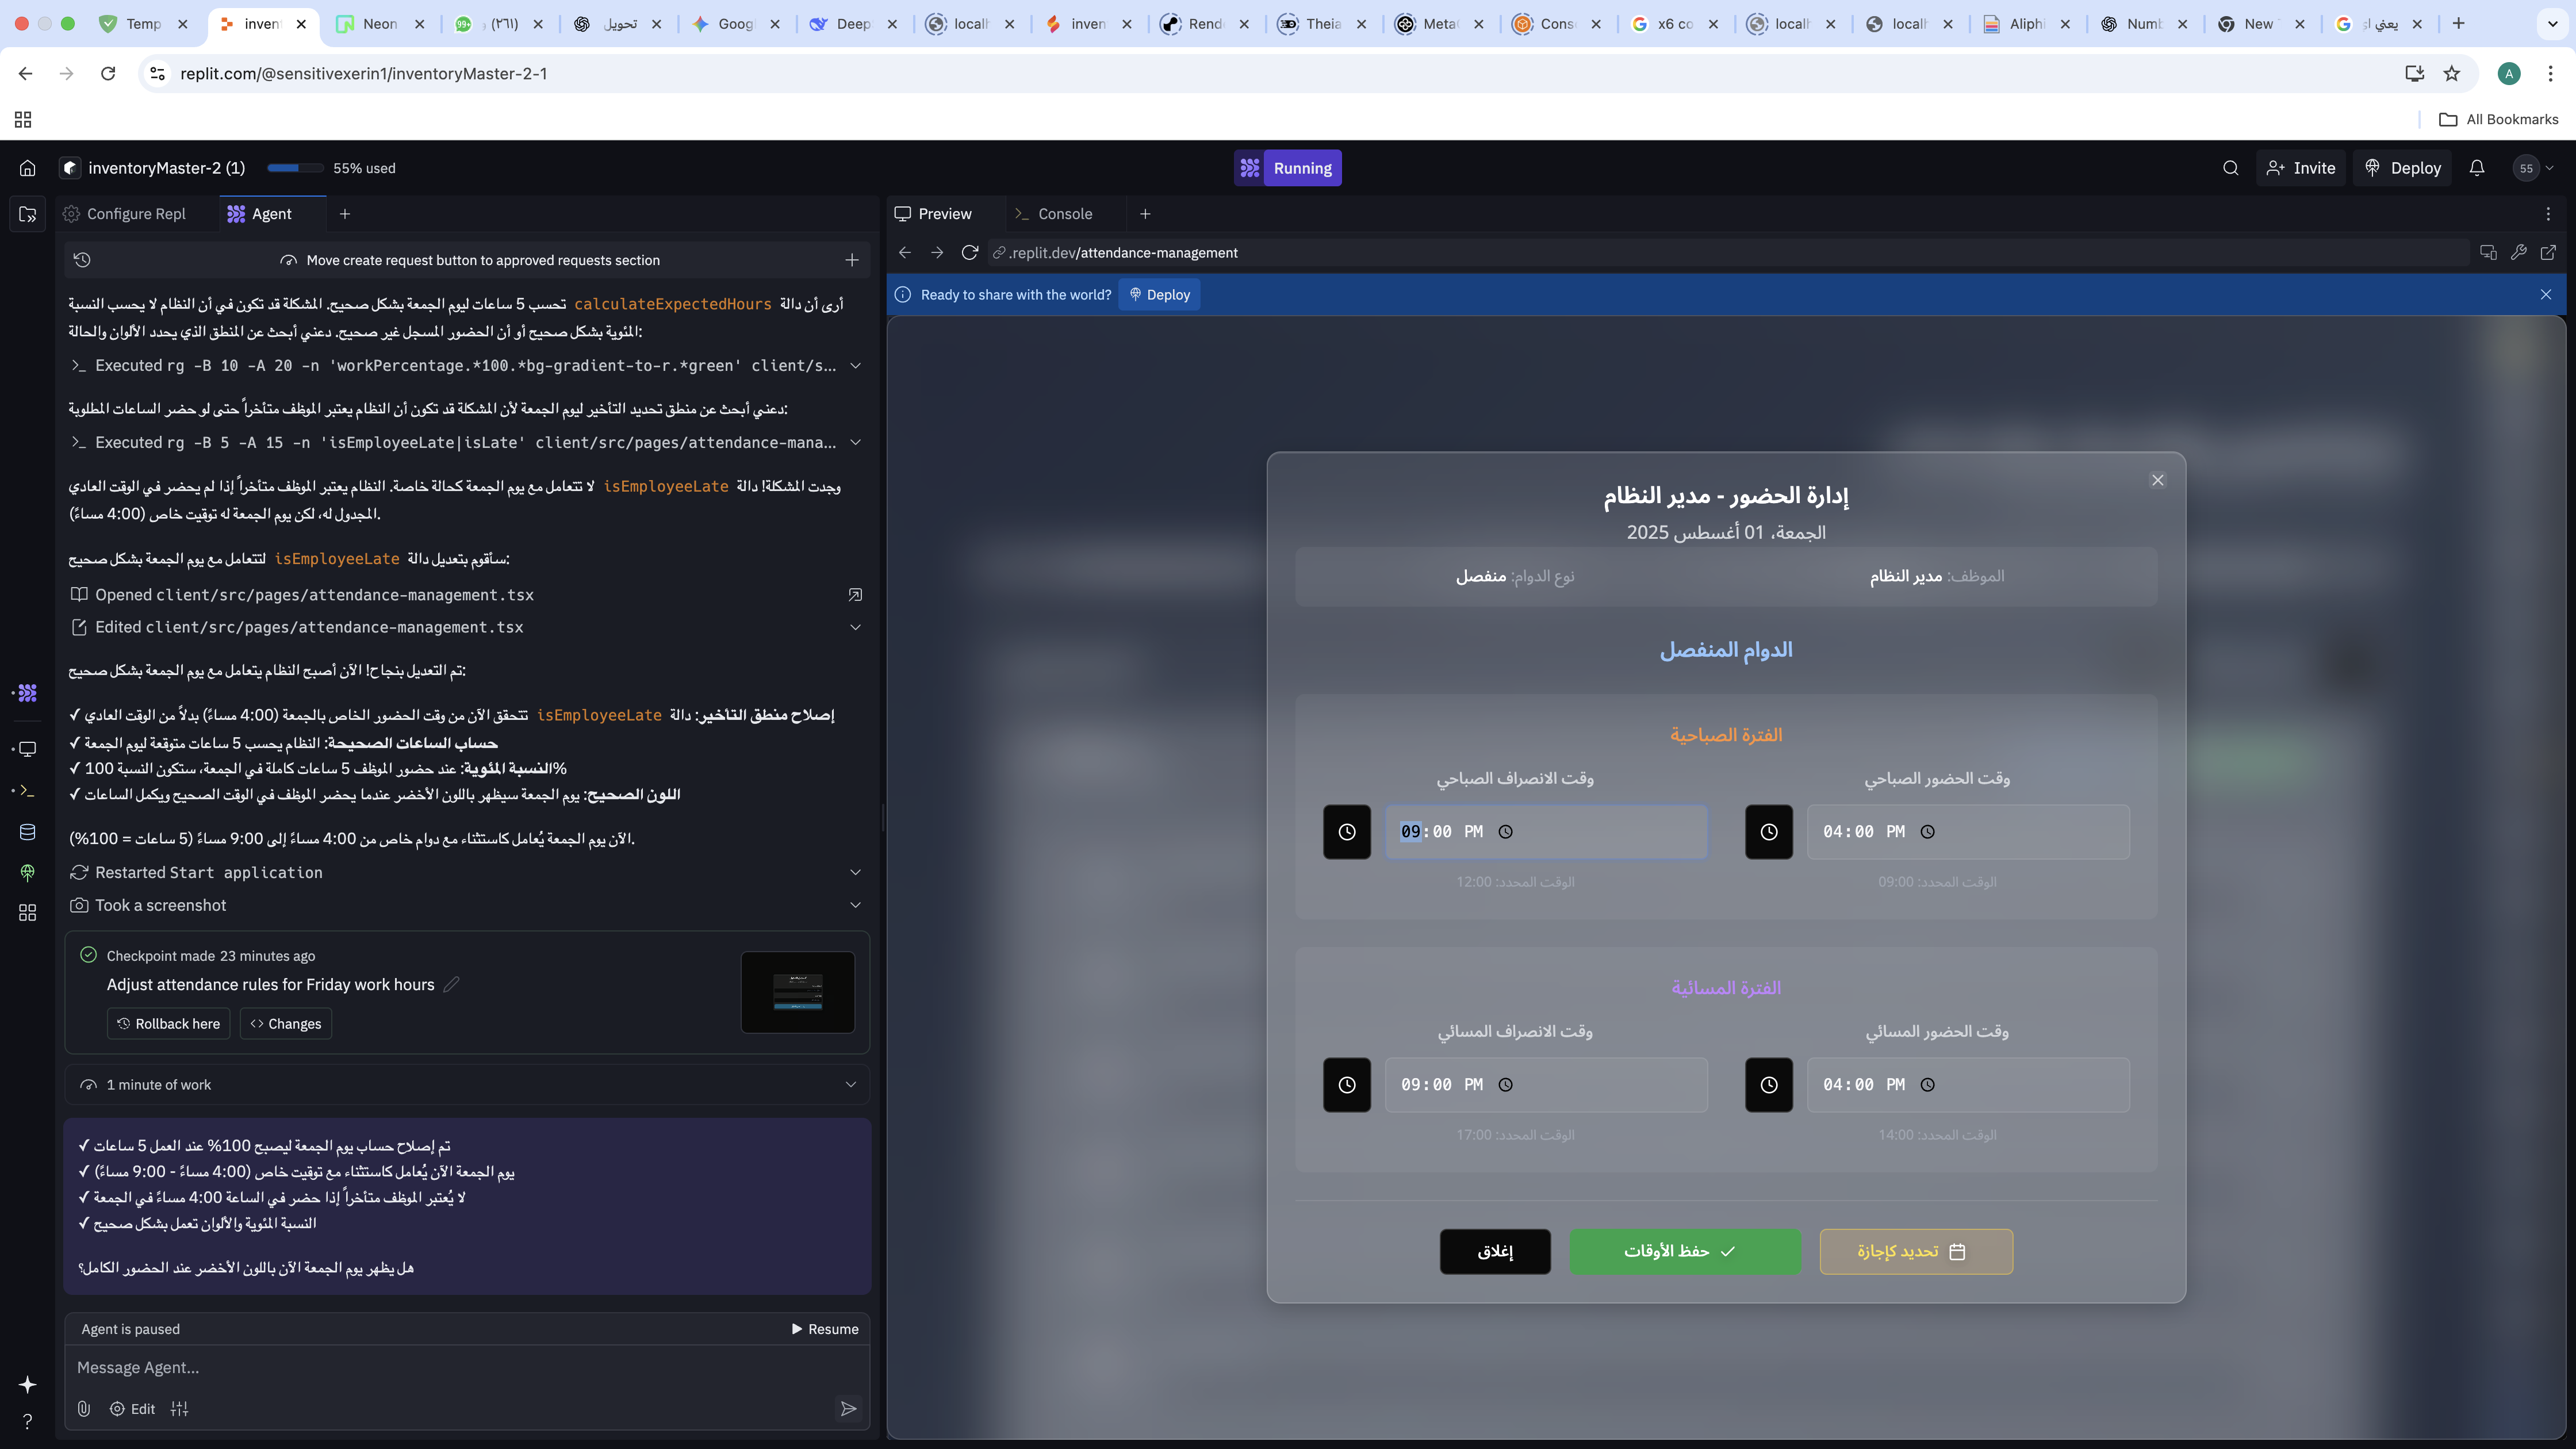 Temp
inven
Neon
(٢٦١)
تحويل
Goog
Deep
localh
inven
Rend
Theia
Meta
Cons
x6 co
localh
localh
Aliphi
Numb
New
يعني
replit.com/@sensitivexerin1/inventoryMaster-2-1
A
All Bookmarks
inventoryMaster-2 (1)
55% used
Running
Invite
Deploy
55
Configure Repl
Agent
Preview
Console
Move create request button to approved requests section
.replit.dev/attendance-management
Ready to share with the world?
Deploy
أرى أن دالة calculateExpectedHours تحسب 5 ساعات ليوم الجمعة بشكل صحيح. المشكلة قد تكون في أن النظام لا يحسب النسبة
المئوية بشكل صحيح أو أن الحضور المسجل غير صحيح. دعني أبحث عن المنطق الذي يحدد الألوان والحالة:
Executed rg -B 10 -A 20 -n 'workPercentage.*100.*bg-gradient-to-r.*green' client/s...
دعني أبحث عن منطق تحديد التأخير ليوم الجمعة لأن المشكلة قد تكون أن النظام يعتبر الموظف متأخراً حتى لو حضر الساعات المطلوبة:
Executed rg -B 5 -A 15 -n 'isEmployeeLate|isLate' client/src/pages/attendance-mana...
وجدت المشكلة! دالة isEmployeeLate لا تتعامل مع يوم الجمعة كحالة خاصة. النظام يعتبر الموظف متأخراً إذا لم يحضر في الوقت العادي
المجدول له، لكن يوم الجمعة له توقيت خاص (4:00 مساءً).
سأقوم بتعديل دالة isEmployeeLate لتتعامل مع يوم الجمعة بشكل صحيح:
Opened client/src/pages/attendance-management.tsx
Edited client/src/pages/attendance-management.tsx
تم التعديل بنجاح! الآن أصبح النظام يتعامل مع يوم الجمعة بشكل صحيح:
✓ إصلاح منطق التأخير: دالة isEmployeeLate تتحقق الآن من وقت الحضور الخاص بالجمعة (4:00 مساءً) بدلاً من الوقت العادي
✓ حساب الساعات الصحيحة: النظام يحسب 5 ساعات متوقعة ليوم الجمعة
✓ النسبة المئوية: عند حضور الموظف 5 ساعات كاملة في الجمعة، ستكون النسبة 100%
✓ اللون الصحيح: يوم الجمعة سيظهر باللون الأخضر عندما يحضر الموظف في الوقت الصحيح ويكمل الساعات
الآن يوم الجمعة يُعامل كاستثناء مع دوام خاص من 4:00 مساءً إلى 9:00 مساءً (5 ساعات = 100%).
Restarted Start application
Took a screenshot
Checkpoint made 23 minutes ago
Adjust attendance rules for Friday work hours
Rollback here
Changes
1 minute of work
✓ تم إصلاح حساب يوم الجمعة ليصبح 100% عند العمل 5 ساعات
✓ يوم الجمعة الآن يُعامل كاستثناء مع توقيت خاص (4:00 مساءً - 9:00 مساءً)
✓ لا يُعتبر الموظف متأخراً إذا حضر في الساعة 4:00 مساءً في الجمعة
✓ النسبة المئوية والألوان تعمل بشكل صحيح
هل يظهر يوم الجمعة الآن باللون الأخضر عند الحضور الكامل؟
Agent is paused
Resume
Message Agent...
Edit
إدارة الحضور - مدير النظام
الجمعة، 01 أغسطس 2025
الموظف: مدير النظام
نوع الدوام: منفصل
الدوام المنفصل
الفترة الصباحية
وقت الحضور الصباحي
وقت الانصراف الصباحي
04:00 PM
09:00 PM
الوقت المحدد: 09:00
الوقت المحدد: 12:00
الفترة المسائية
وقت الحضور المسائي
وقت الانصراف المسائي
04:00 PM
09:00 PM
الوقت المحدد: 14:00
الوقت المحدد: 17:00
تحديد كإجازة
حفظ الأوقات
إغلاق